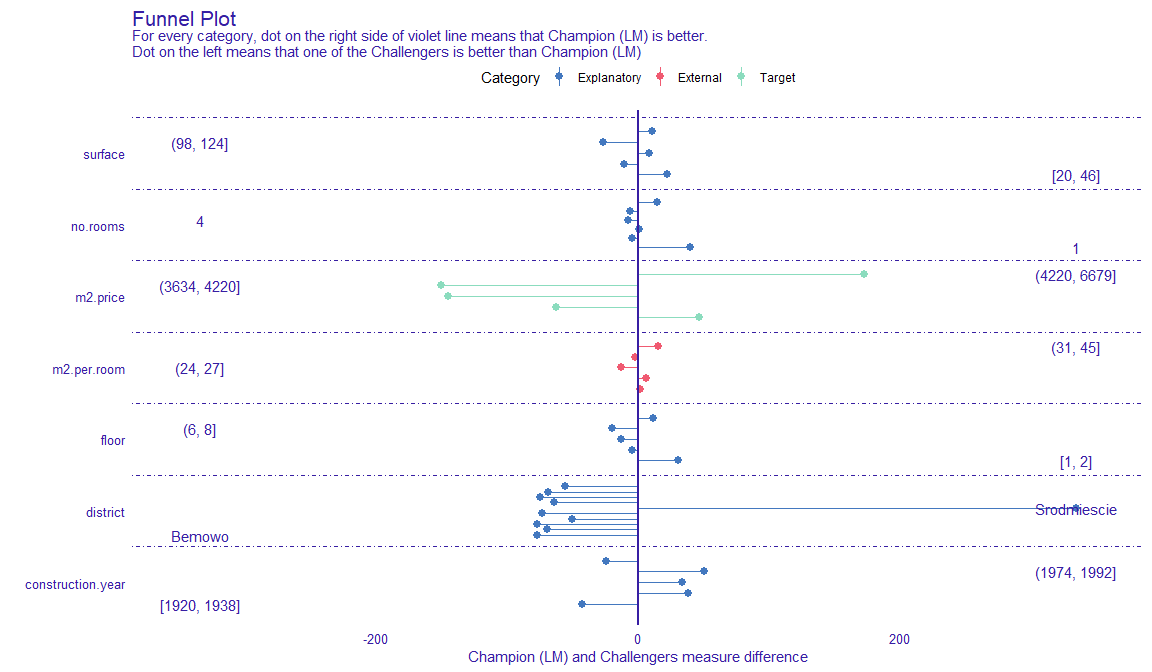 Funnel Plot
For every category, dot on the right side of violet line means that Champion (LM) is better.
Dot on the left means that one of the Challengers is better than Champion (LM)
Category Explanatory External Target
surface (98, 124] [20, 46]
no.rooms 4 1
m2.price (3634, 4220] (4220, 6679]
m2.per.room (24, 27] (31, 45]
floor (6, 8] [1, 2]
district Bemowo Srodmiescie
construction.year [1920, 1938] (1974, 1992]
-200 0 200
Champion (LM) and Challengers measure difference